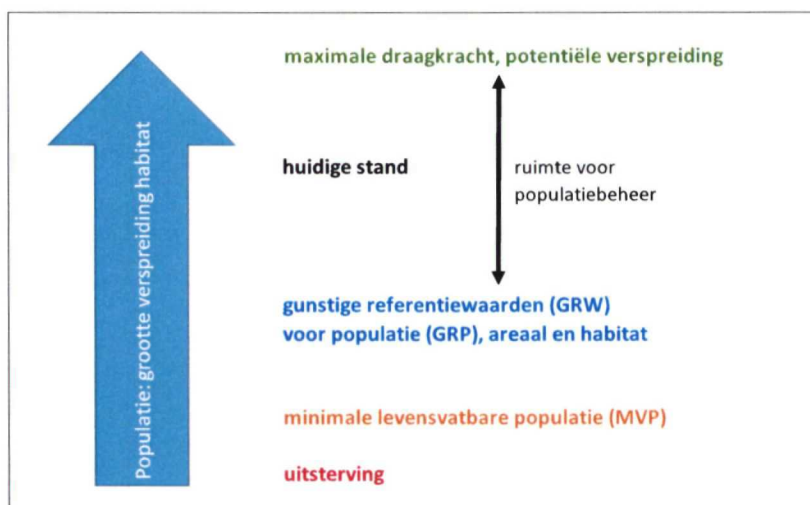 Populatie: grootte verspreiding habitat
maximale draagkracht, potentiële verspreiding
huidige stand
ruimte voor
populatiebeheer
gunstige referentiewaarden (GRW)
voor populatie (GRP), areaal en habitat
minimale levensvatbare populatie (MVP)
uitsterving